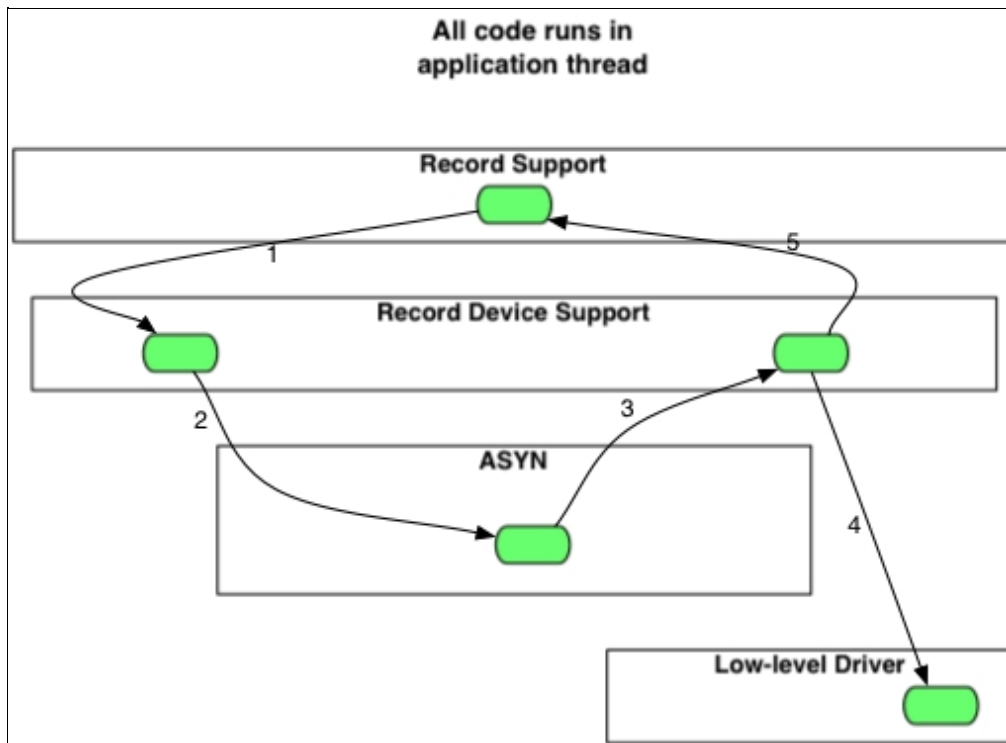 All code runs in
application thread
Record Support
1
5
Record Device Support
2
3
ASYN
4
Low-level Driver